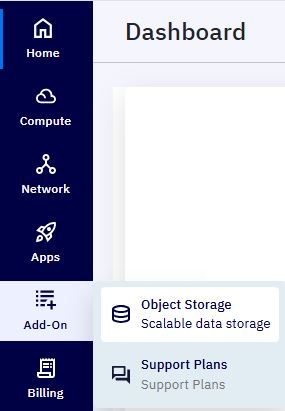 Dashboard
Home
Compute
Network
Apps
Add-On
Object Storage
Scalable data storage
Support Plans
Support Plans
Billing